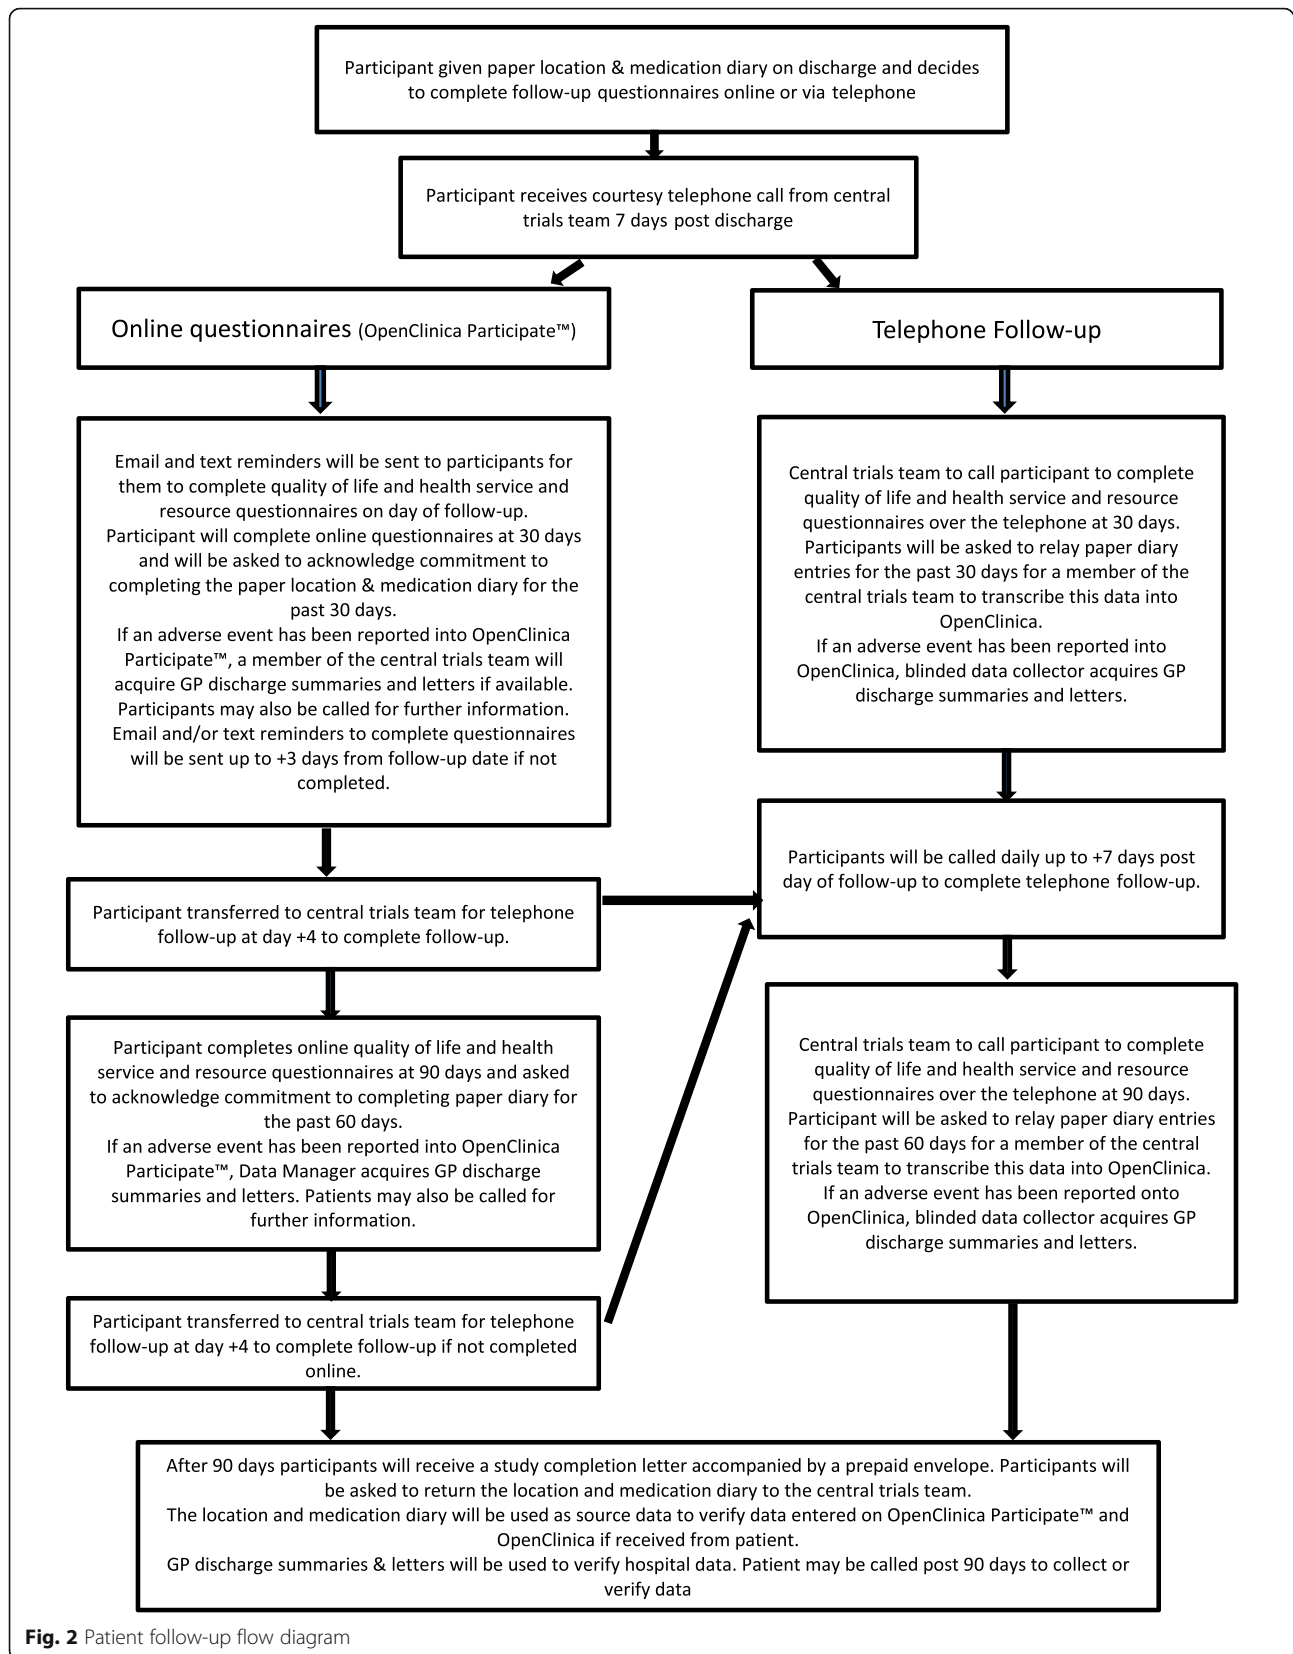 Participant given paper location & medication diary on discharge and decides
to complete follow-up questionnaires online or via telephone
Participant receives courtesy telephone call from central
trials team 7 days post discharge
Online questionnaires (OpenClinica Participate™)
Email and text reminders will be sent to participants for
them to complete quality of life and health service and
resource questionnaires on day of follow-up.
Participant will complete online questionnaires at 30 days
and will be asked to acknowledge commitment to
completing the paper location & medication diary for the
past 30 days.
If an adverse event has been reported into OpenClinica
Participate™, a member of the central trials team will
acquire GP discharge summaries and letters if available.
Participants may also be called for further information.
Email and/or text reminders to complete questionnaires
will be sent up to +3 days from follow-up date if not
completed.
Participant transferred to central trials team for telephone
follow-up at day +4 to complete follow-up.
Participant completes online quality of life and health
service and resource questionnaires at 90 days and asked
to acknowledge commitment to completing paper diary for
the past 60 days.
If an adverse event has been reported into OpenClinica
Participate™, Data Manager acquires GP discharge
summaries and letters. Patients may also be called for
further information.
Participant transferred to central trials team for telephone
follow-up at day +4 to complete follow-up if not completed
online.
Telephone Follow-up
Central trials team to call participant to complete
quality of life and health service and resource
questionnaires over the telephone at 30 days.
Participants will be asked to relay paper diary
entries for the past 30 days for a member of the
central trials team to transcribe this data into
OpenClinica.
If an adverse event has been reported into
OpenClinica, blinded data collector acquires GP
discharge summaries and letters.
Participants will be called daily up to +7 days post
day of follow-up to complete telephone follow-up.
Central trials team to call participant to complete
quality of life and health service and resource
questionnaires over the telephone at 90 days.
Participant will be asked to relay paper diary entries
for the past 60 days for a member of the central
trials team to transcribe this data into OpenClinica.
If an adverse event has been reported onto
OpenClinica, blinded data collector acquires GP
discharge summaries and letters.
After 90 days participants will receive a study completion letter accompanied by a prepaid envelope. Participants will
be asked to return the location and medication diary to the central trials team.
The location and medication diary will be used as source data to verify data entered on OpenClinica Participate™ and
OpenClinica if received from patient.
GP discharge summaries & letters will be used to verify hospital data. Patient may be called post 90 days to collect or
verify data
Fig. 2 Patient follow-up flow diagram